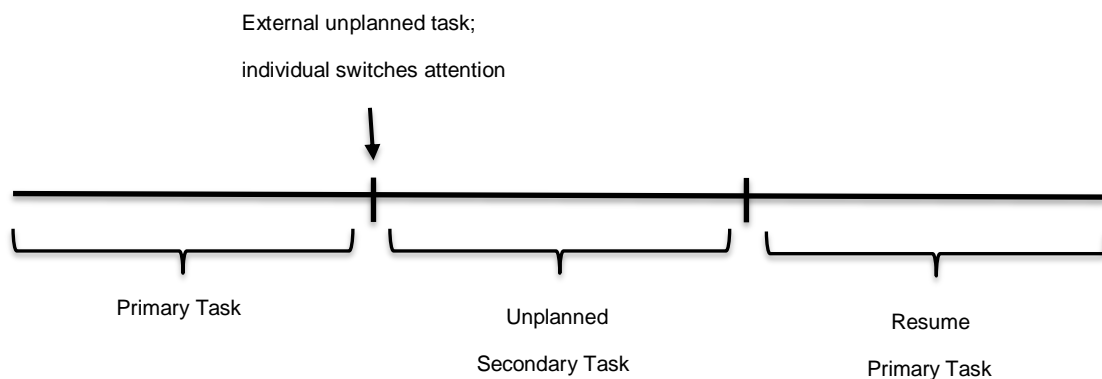 External unplanned task;
individual switches attention
Primary Task
Unplanned
Secondary Task
Resume
Primary Task